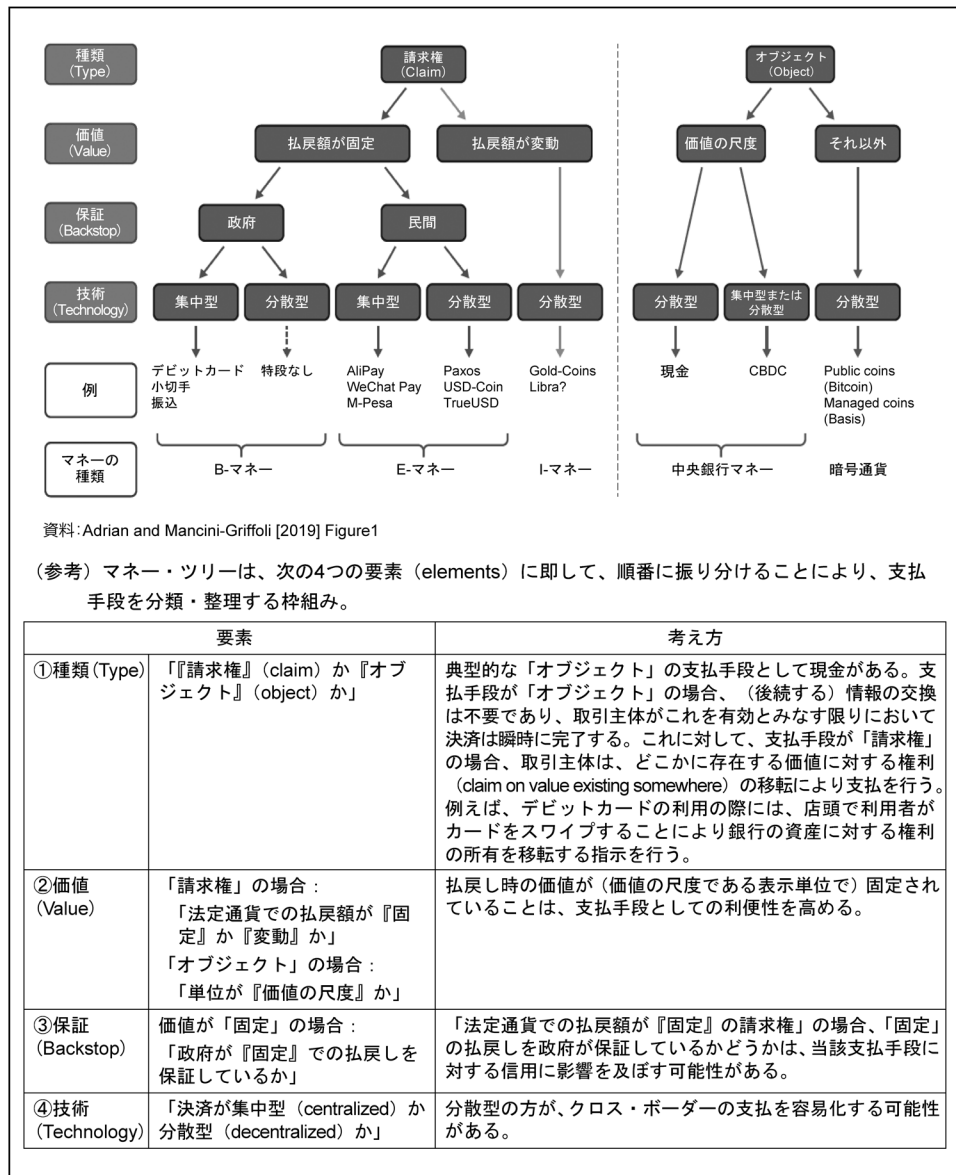 種類
(Type)
請求権
(Claim)
オブジェクト
(Object)
価値
(Value)
払戻額が固定
払戻額が変動
価値の尺度
それ以外
保証
(Backstop)
政府
民間
技術
(Technology)
集中型
分散型
集中型
分散型
分散型
分散型
集中型または
分散型
分散型
例
デビットカード
小切手
振込
特段なし
AliPay
WeChat Pay
M-Pesa
Paxos
USD-Coin
TrueUSD
Gold-Coins
Libra?
現金
CBDC
Public coins
(Bitcoin)
Managed coins
(Basis)
マネーの
種類
B-マネー
E-マネー
I-マネー
中央銀行マネー
暗号通貨
資料:Adrian and Mancini-Griffoli [2019] Figure1
(参考)マネー・ツリーは、次の4つの要素(elements)に即して、順番に振り分けることにより、支払
手段を分類・整理する枠組み。
要素
考え方
①種類(Type)
「『請求権』(claim)か『オブ
ジェクト』(object)か」
典型的な「オブジェクト」の支払手段として現金がある。支
払手段が「オブジェクト」の場合、(後続する)情報の交換
は不要であり、取引主体がこれを有効とみなす限りにおいて
決済は瞬時に完了する。これに対して、支払手段が「請求権」
の場合、取引主体は、どこかに存在する価値に対する権利
(claim on value existing somewhere)の移転により支払を行う。
例えば、デビットカードの利用の際には、店頭で利用者が
カードをスワイプすることにより銀行の資産に対する権利
の所有を移転する指示を行う。
②価値
(Value)
「請求権」の場合:
「法定通貨での払戻額が『固
定』か『変動』か」
「オブジェクト」の場合:
「単位が『価値の尺度』か」
払戻し時の価値が(価値の尺度である表示単位で)固定され
ていることは、支払手段としての利便性を高める。
③保証
(Backstop)
価値が「固定」の場合:
「政府が『固定』での払戻しを
保証しているか」
「法定通貨での払戻額が『固定』の請求権」の場合、「固定」
の払戻しを政府が保証しているかどうかは、当該支払手段に
対する信用に影響を及ぼす可能性がある。
④技術
(Technology)
「決済が集中型(centralized)か
分散型(decentralized)か」
分散型の方が、クロス・ボーダーの支払を容易化する可能性
がある。